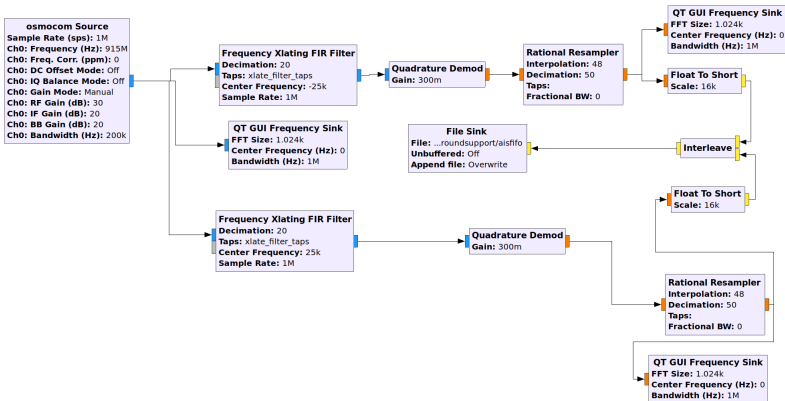 osmocom Source
Sample Rate (sps): 1M
Ch0: Frequency (Hz): 915M
Ch0: Freq. Corr. (ppm): 0
Ch0: DC Offset Mode: Off
Ch0: IQ Balance Mode: Off
Ch0: Gain Mode: Manual
Ch0: RF Gain (dB): 30
Ch0: IF Gain (dB): 20
Ch0: BB Gain (dB): 20
Ch0: Bandwidth (Hz): 200k
Frequency Xlating FIR Filter
Decimation: 20
Taps: xlate_filter_taps
Center Frequency: -25k
Sample Rate: 1M
Quadrature Demod
Gain: 300m
Rational Resampler
Interpolation: 48
Decimation: 50
Taps:
Fractional BW: 0
QT GUI Frequency Sink
FFT Size: 1.024k
Center Frequency (Hz): 0
Bandwidth (Hz): 1M
Float To Short
Scale: 16k
QT GUI Frequency Sink
FFT Size: 1.024k
Center Frequency (Hz): 0
Bandwidth (Hz): 1M
File Sink
File: ...roundsupport/aisfifo
Unbuffered: Off
Append file: Overwrite
Interleave
Float To Short
Scale: 16k
Frequency Xlating FIR Filter
Decimation: 20
Taps: xlate_filter_taps
Center Frequency: 25k
Sample Rate: 1M
Quadrature Demod
Gain: 300m
Rational Resampler
Interpolation: 48
Decimation: 50
Taps:
Fractional BW: 0
QT GUI Frequency Sink
FFT Size: 1.024k
Center Frequency (Hz): 0
Bandwidth (Hz): 1M